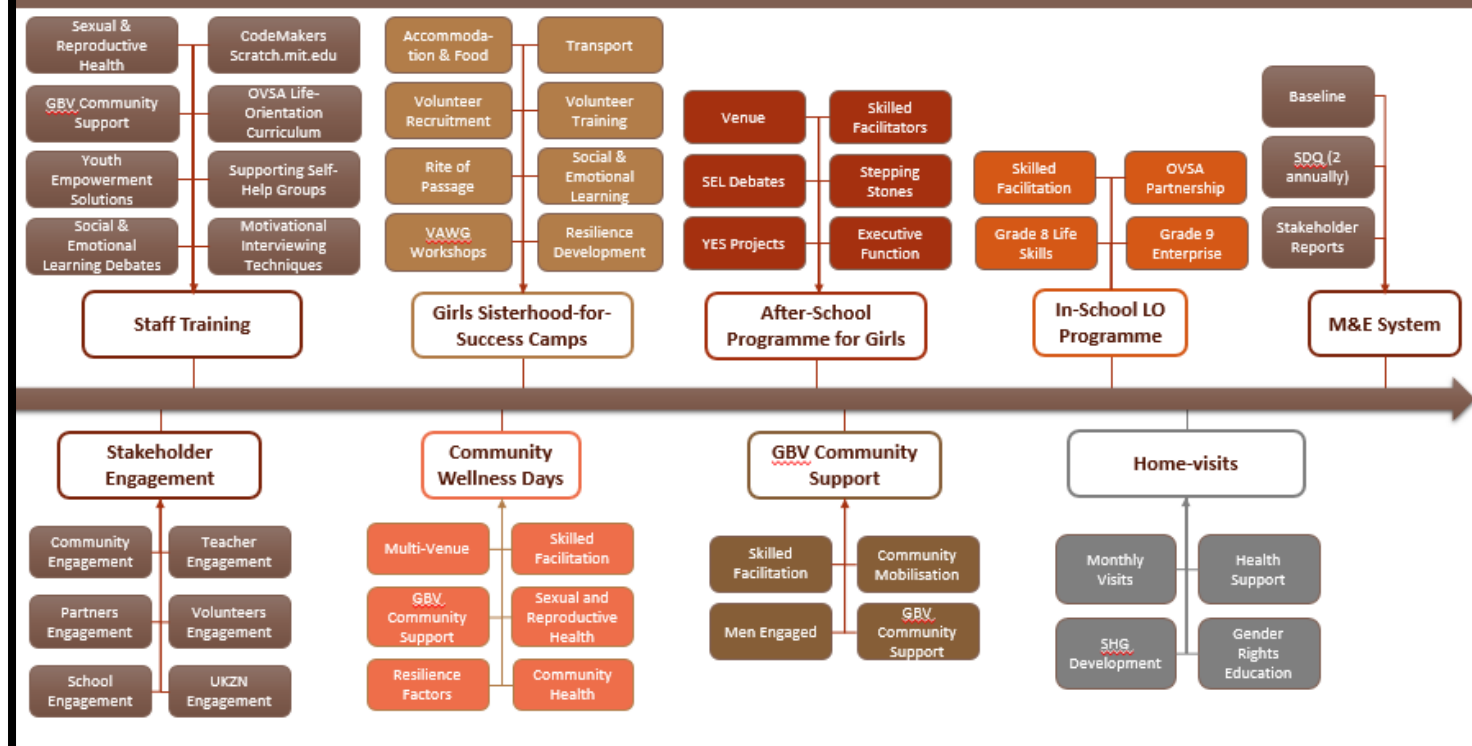 Sexual &
Reproductive
Health
CodeMakers
Scratch.mit.edu
GBV Community
Support
OVSA Life-
Orientation
Curriculum
Youth
Empowerment
Solutions
Supporting Self-
Help Groups
Social &
Emotional
Learning Debates
Motivational
Interviewing
Techniques
Staff Training
Accommoda-
tion & Food
Transport
Volunteer
Recruitment
Volunteer
Training
Rite of
Passage
Social &
Emotional
Learning
VAWG
Workshops
Resilience
Development
Girls Sisterhood-for-
Success Camps
Venue
Skilled
Facilitators
SEL Debates
Stepping
Stones
YES Projects
Executive
Function
After-School
Programme for Girls
Skilled
Facilitation
OVSA
Partnership
Grade 8 Life
Skills
Grade 9
Enterprise
In-School LO
Programme
Baseline
SDQ (2
annually)
Stakeholder
Reports
M&E System
Stakeholder
Engagement
Community
Engagement
Teacher
Engagement
Partners
Engagement
Volunteers
Engagement
School
Engagement
UKZN
Engagement
Community
Wellness Days
Multi-Venue
Skilled
Facilitation
GBV
Community
Support
Sexual and
Reproductive
Health
Resilience
Factors
Community
Health
GBV Community
Support
Skilled
Facilitation
Community
Mobilisation
Men Engaged
GBV
Community
Support
Home-visits
Monthly
Visits
Health
Support
SHG
Development
Gender
Rights
Education